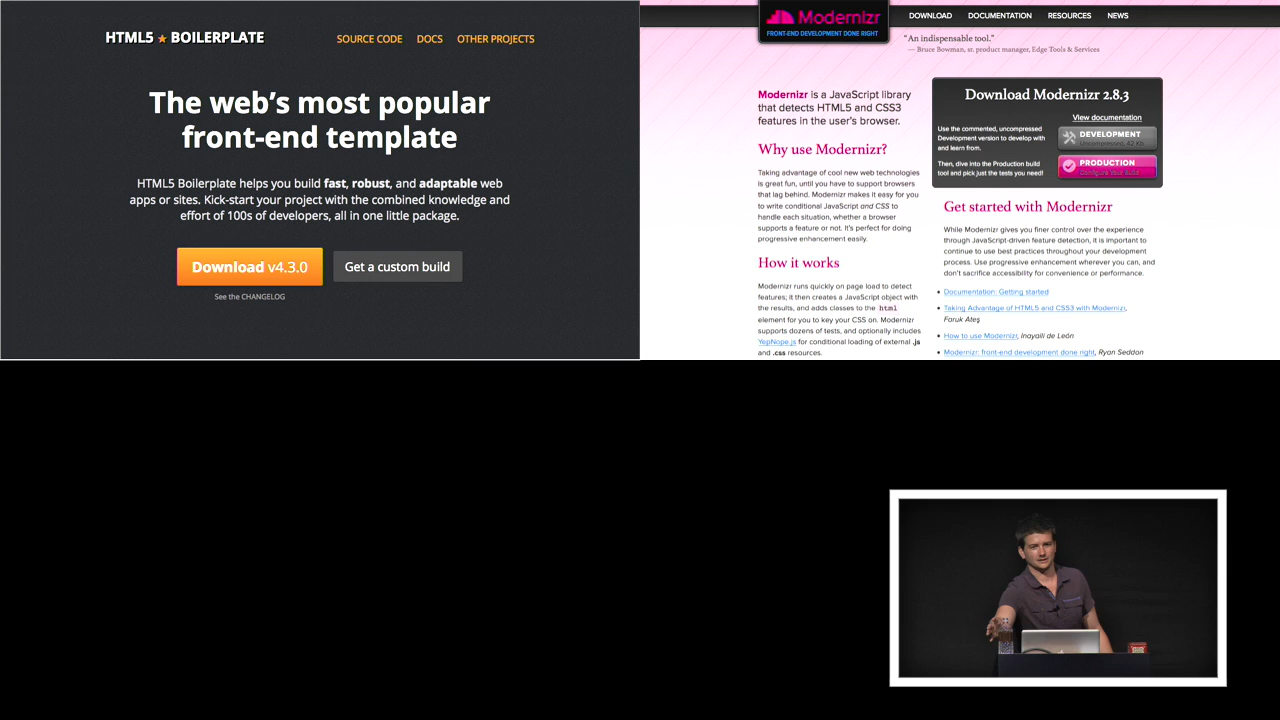 HTML5 ★ BOILERPLATE
SOURCE CODE DOCS OTHER PROJECTS
The web's most popular
front-end template
HTML5 Boilerplate helps you build fast, robust, and adaptable web
apps or sites. Kick-start your project with the combined knowledge and
effort of 100s of developers, all in one little package.
Download v4.3.0
Get a custom build
See the CHANGELOG
Modernizr
FRONT-END DEVELOPMENT DONE RIGHT
DOWNLOAD DOCUMENTATION RESOURCES NEWS
“An indispensable tool.”
— Bruce Bowman, sr. product manager, Edge Tools & Services
Modernizr is a JavaScript library
that detects HTML5 and CSS3
features in the user's browser.
Why use Modernizr?
Taking advantage of cool new web technologies
is great fun, until you have to support browsers
that lag behind. Modernizr makes it easy for you
to write conditional JavaScript and CSS to
handle each situation, whether a browser
supports a feature or not. It's perfect for doing
progressive enhancement easily.
How it works
Modernizr runs quickly on page load to detect
features; it then creates a JavaScript object with
the results, and adds classes to the html
element for you to key your CSS on. Modernizr
supports dozens of tests, and optionally includes
YepNope.js for conditional loading of external .js
and .css resources.
Download Modernizr 2.8.3
View documentation
Use the commented, uncompressed
Development version to develop with
and learn from.
DEVELOPMENT
Uncompressed, 42 Kb
Then, dive into the Production build
tool and pick just the tests you need!
PRODUCTION
Configure Your Build
Get started with Modernizr
While Modernizr gives you finer control over the experience
through JavaScript-driven feature detection, it is important to
continue to use best practices throughout your development
process. Use progressive enhancement wherever you can, and
don't sacrifice accessibility for convenience or performance.
• Documentation: Getting started
• Taking Advantage of HTML5 and CSS3 with Modernizr,
Faruk Ateş
• How to use Modernizr, Inayaili de León
• Modernizr: front-end development done right, Ryan Seddon